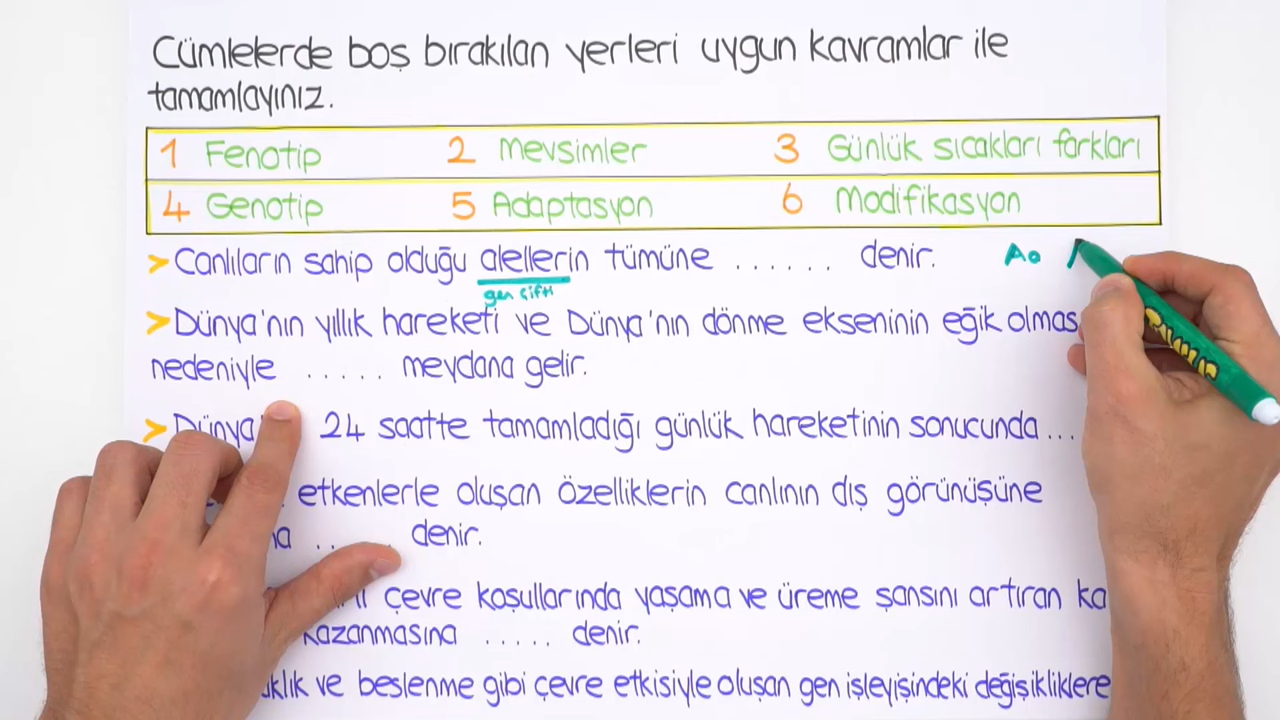 Cümlelerde boş bırakılan yerleri uygun kavramlar ile
tamamlayınız.
1 Fenotip 2 Mevsimler 3 Günlük sıcakları farkları
4 Genotip 5 Adaptasyon 6 Modifikasyon
➤ Canlıların sahip olduğu alellerin tümüne ...... denir. Aa
gen çifti
➤ Dünya'nın yıllık hareketi ve Dünya'nın dönme ekseninin eğik
nedeniyle ..... meydana gelir.
➤ 24 saatte tamamladığı günlük hareketinin sonucunda ...
etkenlerle oluşan özelliklerin canlının dış görünüşüne
denir.
çevre koşullarında yaşama ve üreme şansını artıran
kazanmasına ..... denir.
ve beslenme gibi çevre etkisiyle oluşan gen işleyişindeki değişikliklere